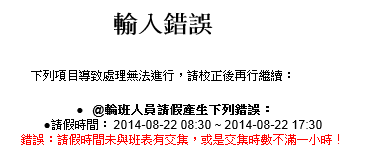 輸入錯誤
下列項目導致處理無法進行，請校正後再行繼續：
● @輪班人員請假產生下列錯誤：
●請假時間： 2014-08-22 08:30 ~ 2014-08-22 17:30
錯誤：請假時間未與班表有交集，或是交集時數不滿一小時！